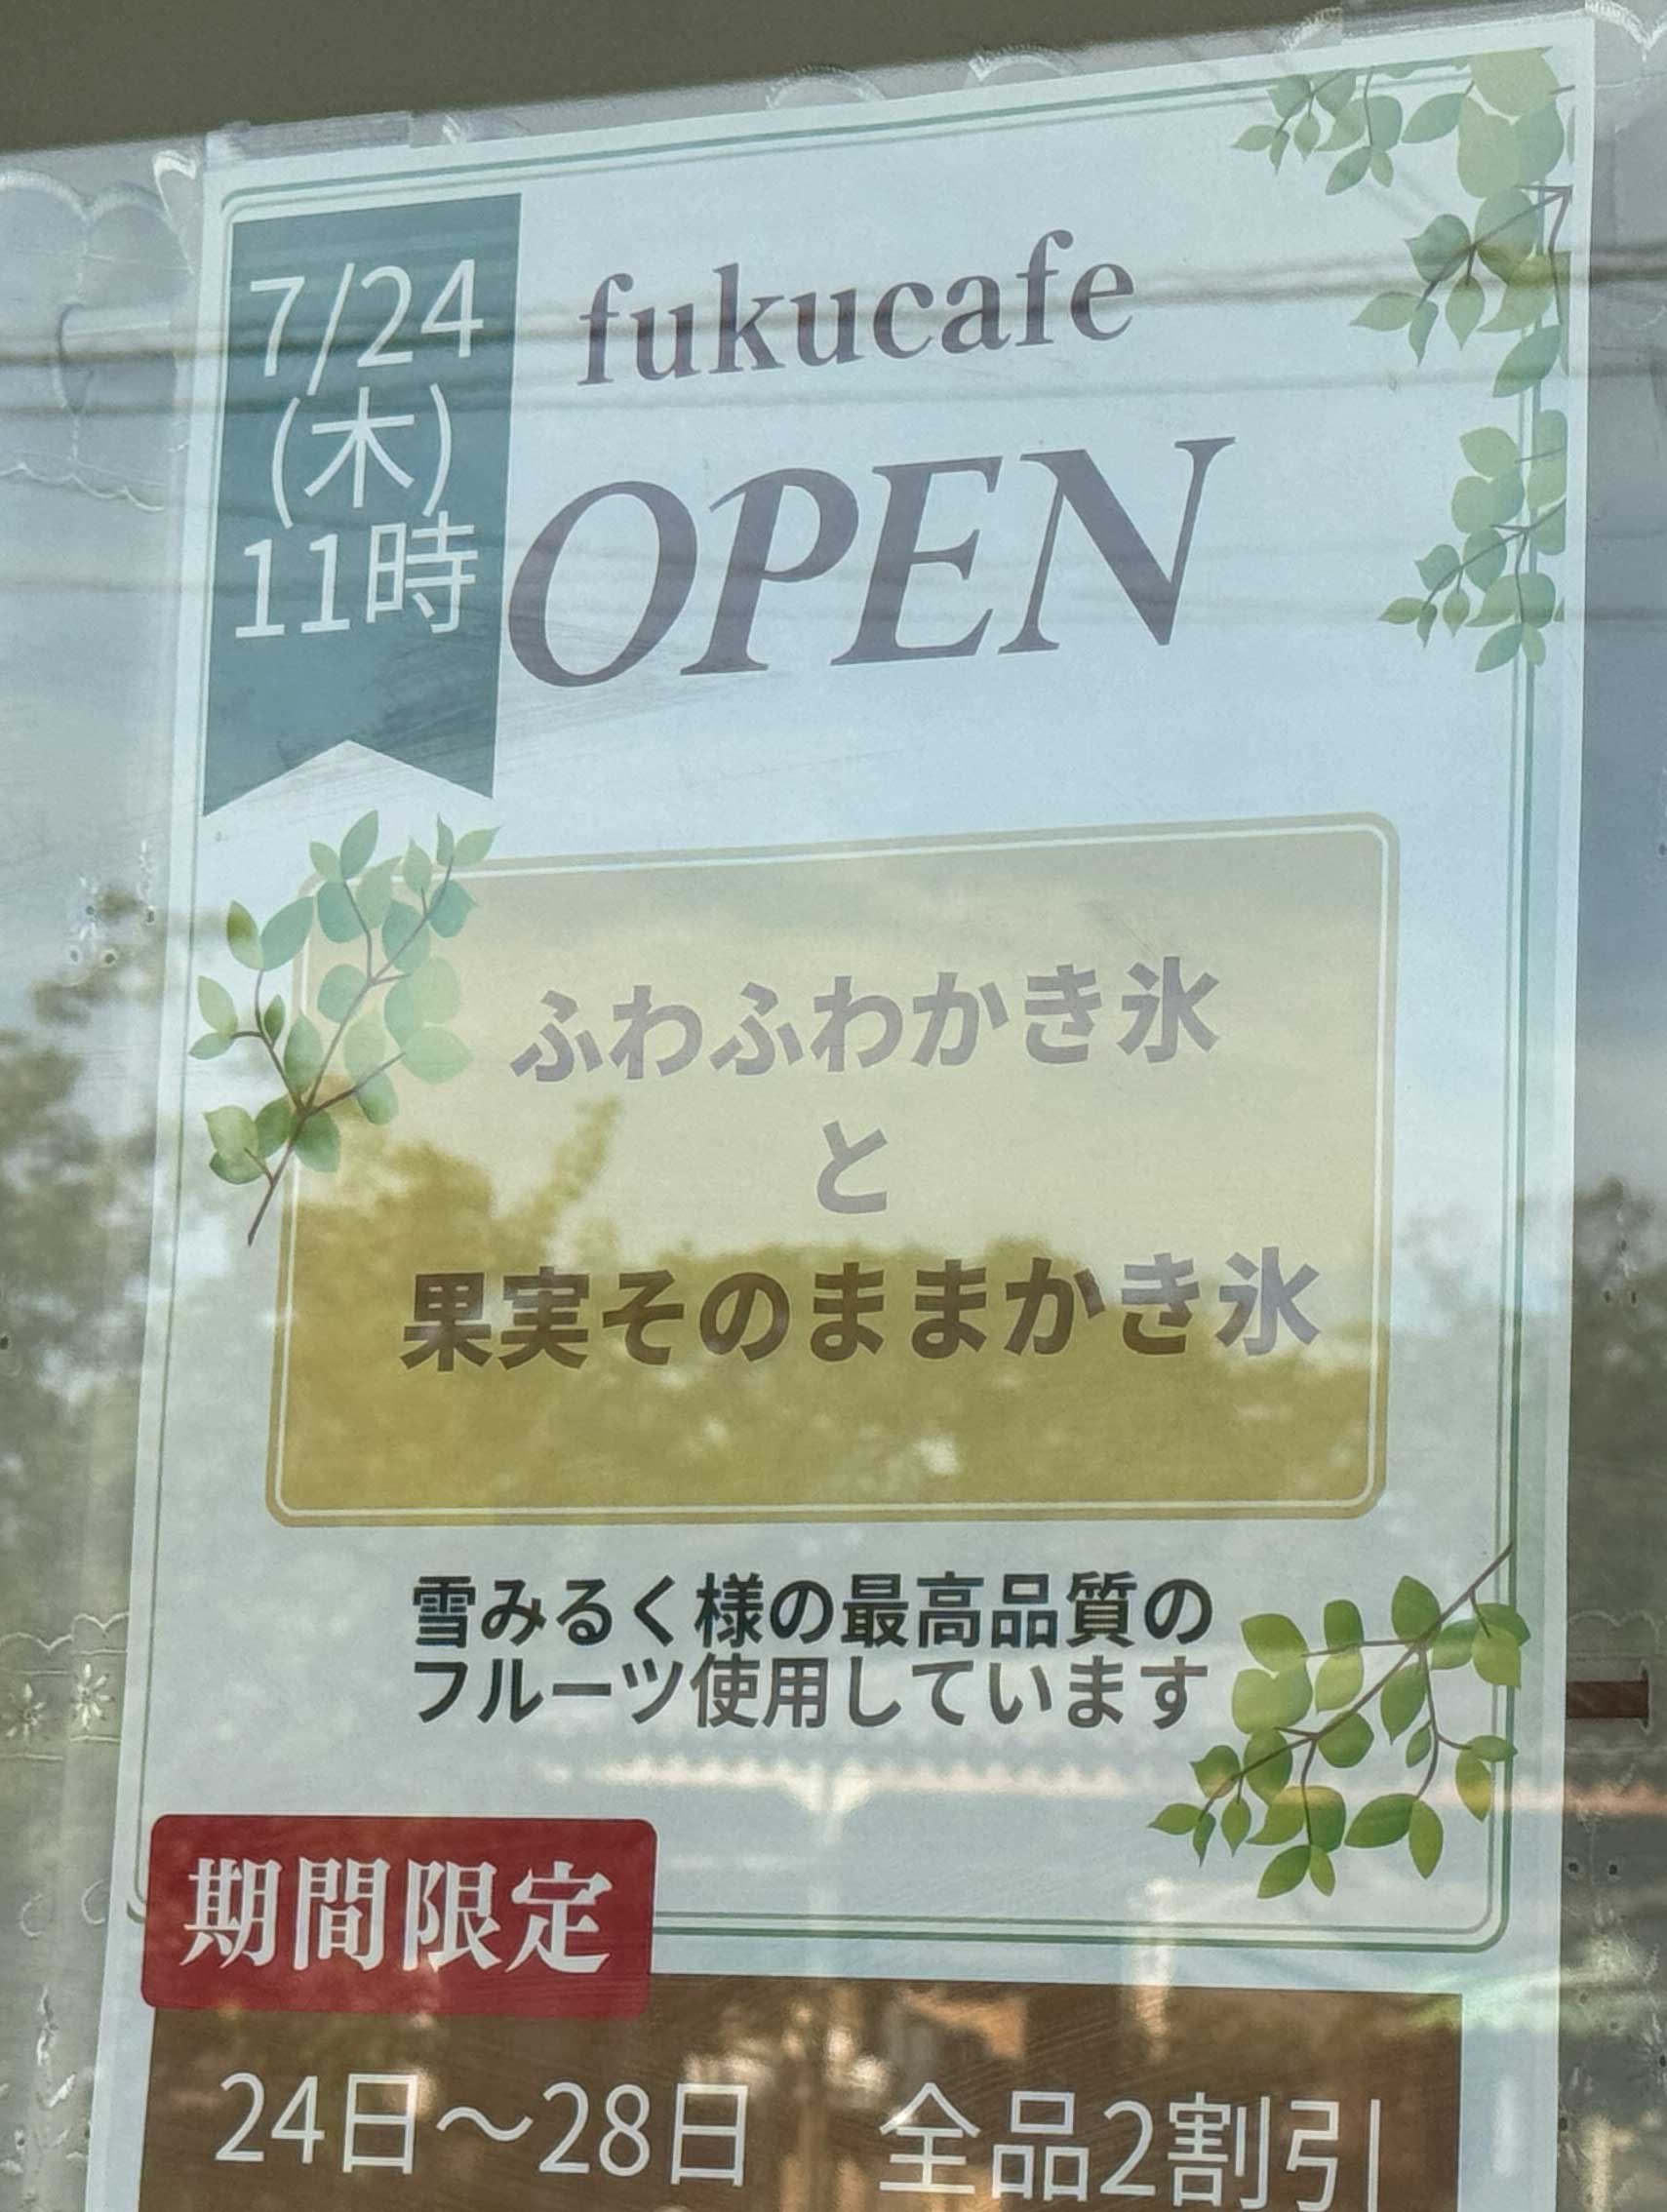 7/24
(木)
11時
fukucafe
OPEN
ふわふわかき氷
と
果実そのままかき氷
雪みるく様の最高品質の
フルーツ使用しています
期間限定
24日～28日 全品2割引